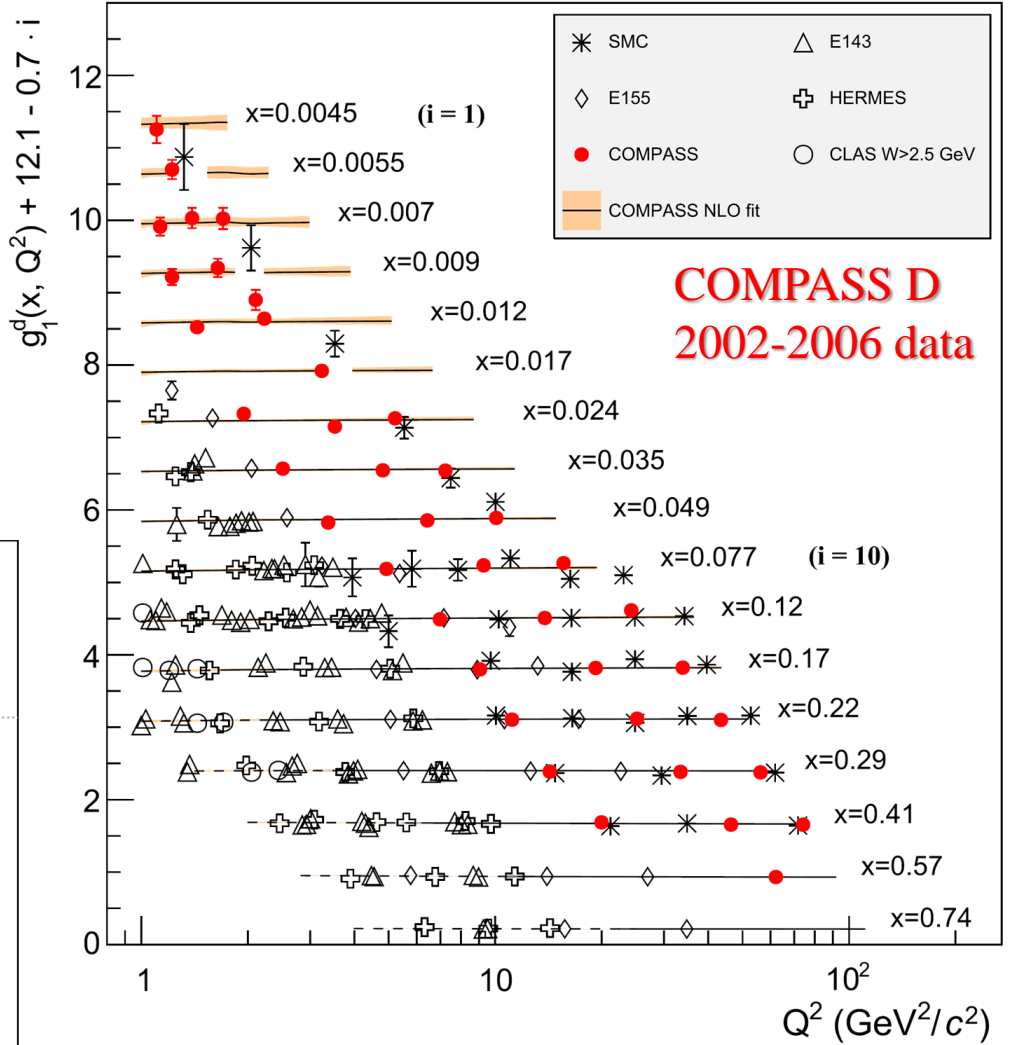 g₁ᵈ(x, Q²) + 12.1 - 0.7 · i
SMC
E143
E155
HERMES
COMPASS
CLAS W>2.5 GeV
COMPASS NLO fit
COMPASS D
2002-2006 data
x=0.0045 (i = 1)
x=0.0055
x=0.007
x=0.009
x=0.012
x=0.017
x=0.024
x=0.035
x=0.049
x=0.077 (i = 10)
x=0.12
x=0.17
x=0.22
x=0.29
x=0.41
x=0.57
x=0.74
12
10
8
6
4
2
0
1 10 10²
Q² (GeV²/c²)